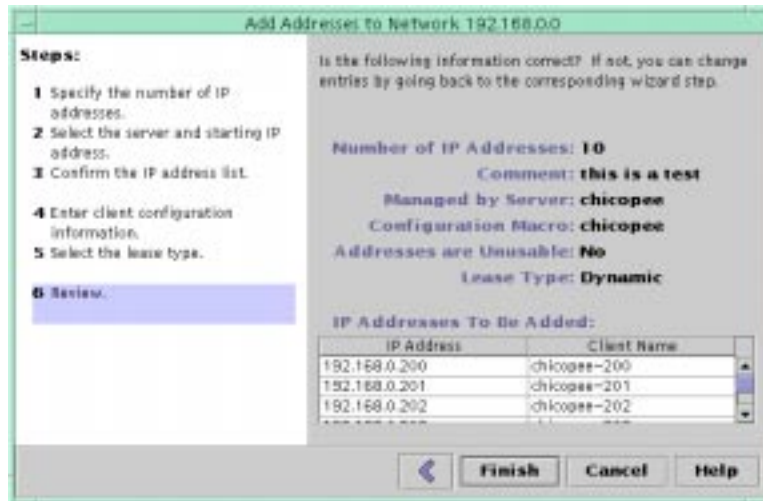 Add Addresses to Network 192.168.0.0
Steps:
1 Specify the number of IP
addresses.
2 Select the server and starting IP
address.
3 Confirm the IP address list.
4 Enter client configuration
information.
5 Select the lease type.
6 Review.
Is the following information correct? If not, you can change
entries by going back to the corresponding wizard step.
Number of IP Addresses: 10
Comment: this is a test
Managed by Server: chicopee
Configuration Macro: chicopee
Addresses are Unusable: No
Lease Type: Dynamic
IP Addresses To Be Added:
IP Address Client Name
192.168.0.200 chicopee-200
192.168.0.201 chicopee-201
192.168.0.202 chicopee-202
Finish Cancel Help